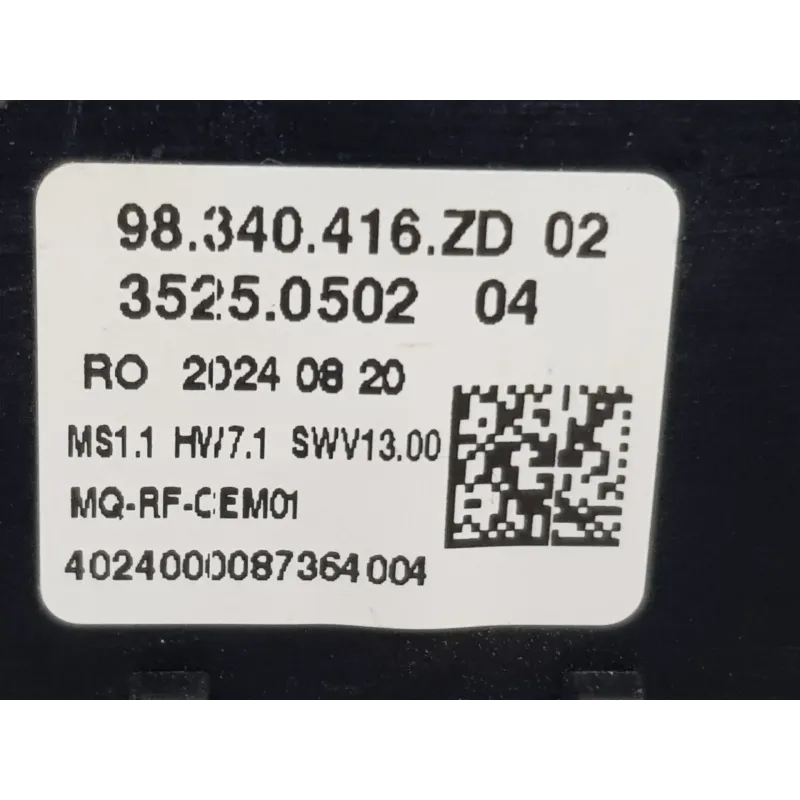 98.340.416.ZD 02
3525.0502 04
RO 2024 08 20
MS1.1 HW7.1 SWV13.00
MQ-RF-CEM01
4024000087364004